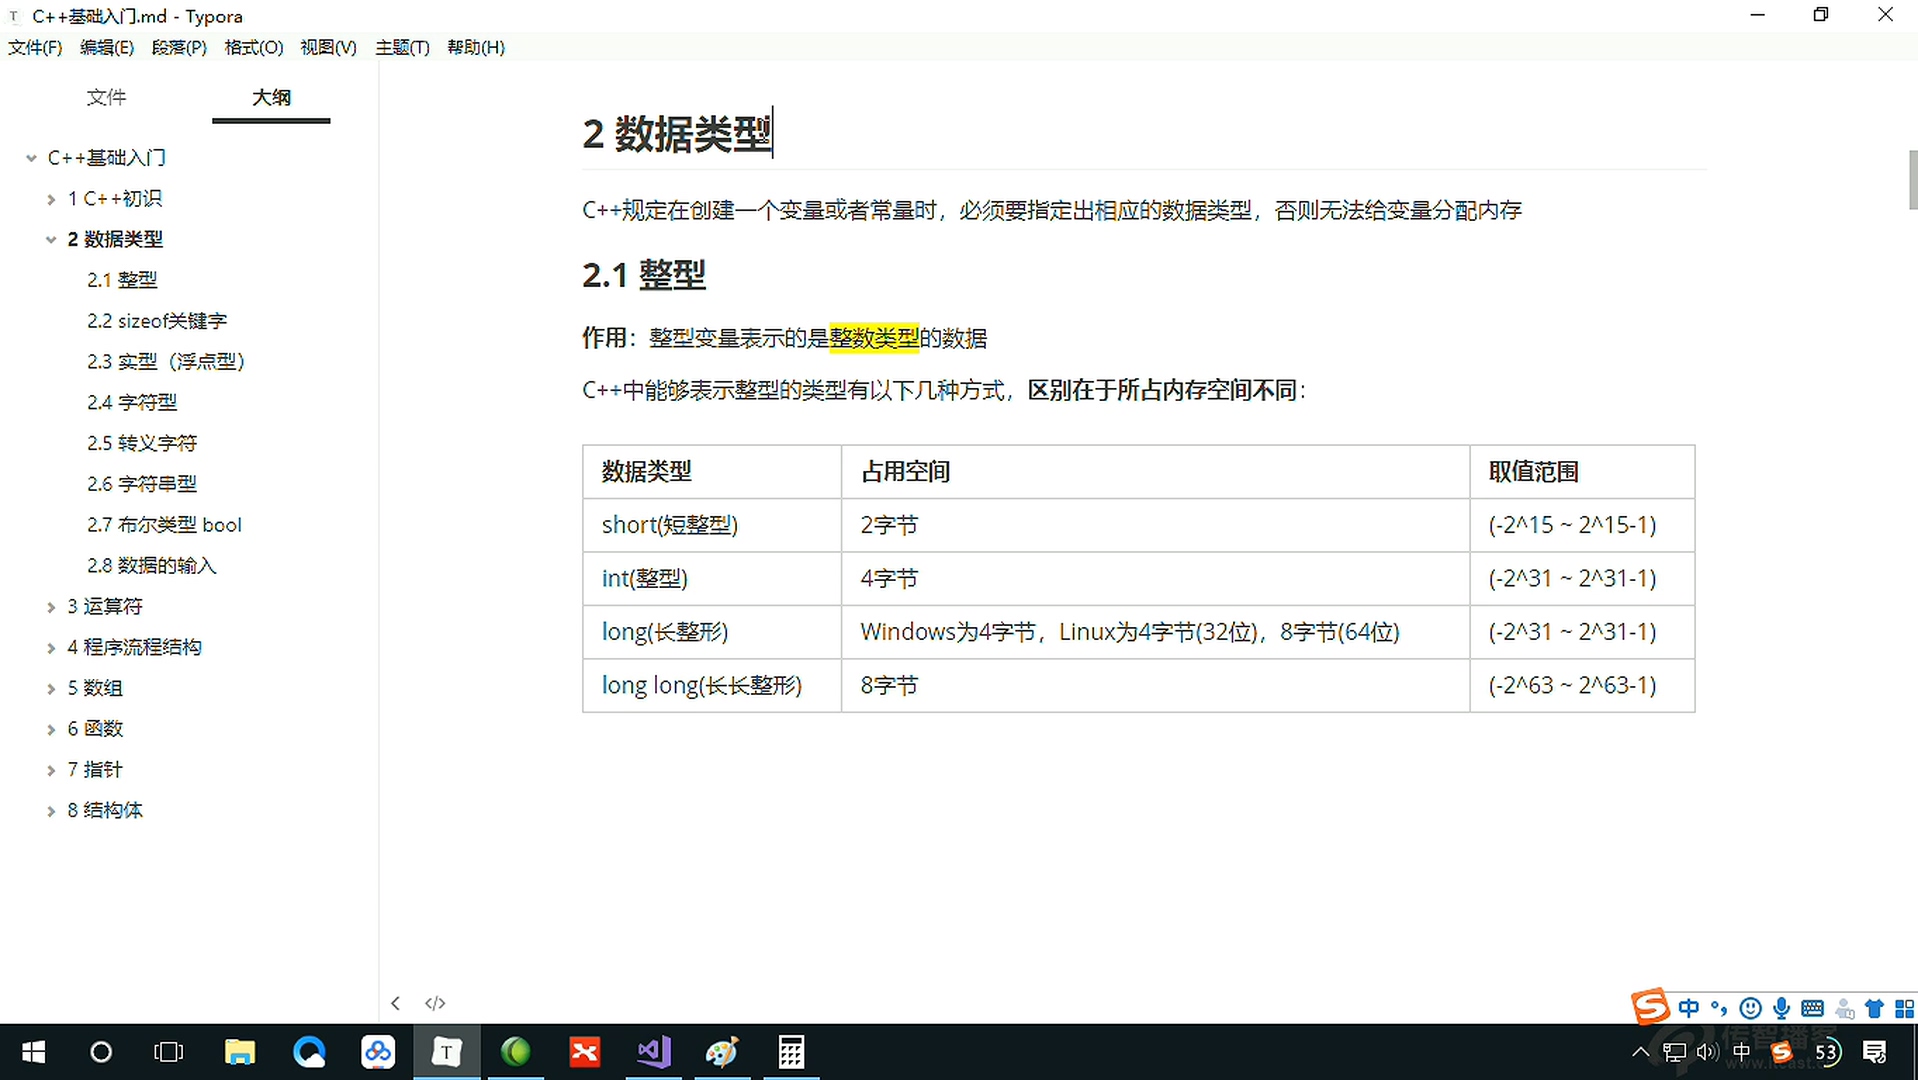 C++基础入门.md - Typora
文件(F) 编辑(E) 段落(P) 格式(O) 视图(V) 主题(T) 帮助(H)
文件 大纲
C++基础入门
1 C++初识
2 数据类型
2.1 整型
2.2 sizeof关键字
2.3 实型（浮点型）
2.4 字符型
2.5 转义字符
2.6 字符串型
2.7 布尔类型 bool
2.8 数据的输入
3 运算符
4 程序流程结构
5 数组
6 函数
7 指针
8 结构体
2 数据类型
C++规定在创建一个变量或者常量时，必须要指定出相应的数据类型，否则无法给变量分配内存
2.1 整型
作用：整型变量表示的是整数类型的数据
C++中能够表示整型的类型有以下几种方式，区别在于所占内存空间不同：
数据类型 占用空间 取值范围
short(短整型) 2字节 (-2^15 ~ 2^15-1)
int(整型) 4字节 (-2^31 ~ 2^31-1)
long(长整形) Windows为4字节，Linux为4字节(32位)，8字节(64位) (-2^31 ~ 2^31-1)
long long(长长整形) 8字节 (-2^63 ~ 2^63-1)
中
中 53
传智播客